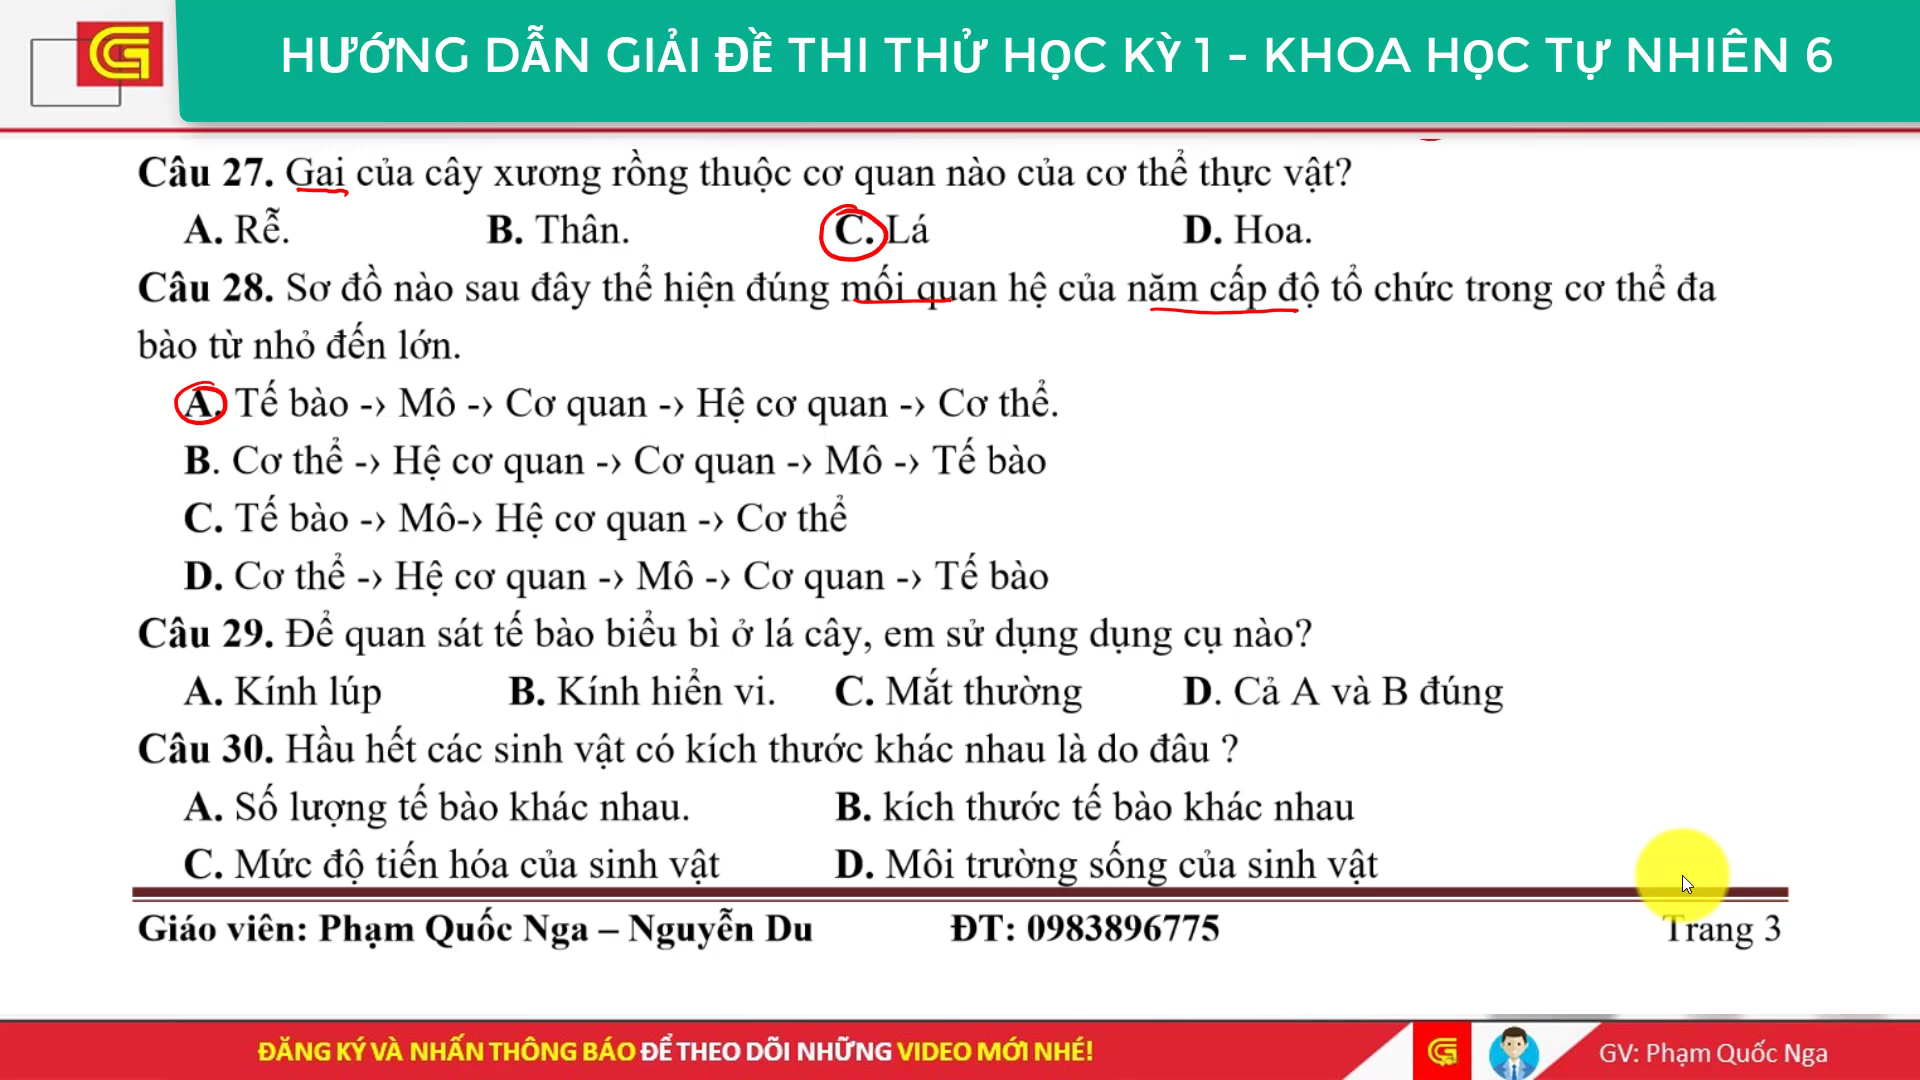 HƯỚNG DẪN GIẢI ĐỀ THI THỬ HỌC KỲ 1 - KHOA HỌC TỰ NHIÊN 6
Câu 27. Gai của cây xương rồng thuộc cơ quan nào của cơ thể thực vật?
A. Rễ. B. Thân. C. Lá D. Hoa.
Câu 28. Sơ đồ nào sau đây thể hiện đúng mối quan hệ của năm cấp độ tổ chức trong cơ thể đa
bào từ nhỏ đến lớn.
A. Tế bào -› Mô -› Cơ quan -› Hệ cơ quan -› Cơ thể.
B. Cơ thể -› Hệ cơ quan -› Cơ quan -› Mô -› Tế bào
C. Tế bào -› Mô-› Hệ cơ quan -› Cơ thể
D. Cơ thể -› Hệ cơ quan -› Mô -› Cơ quan -› Tế bào
Câu 29. Để quan sát tế bào biểu bì ở lá cây, em sử dụng dụng cụ nào?
A. Kính lúp B. Kính hiển vi. C. Mắt thường D. Cả A và B đúng
Câu 30. Hầu hết các sinh vật có kích thước khác nhau là do đâu ?
A. Số lượng tế bào khác nhau. B. kích thước tế bào khác nhau
C. Mức độ tiến hóa của sinh vật D. Môi trường sống của sinh vật
Giáo viên: Phạm Quốc Nga – Nguyễn Du ĐT: 0983896775 Trang 3
ĐĂNG KÝ VÀ NHẤN THÔNG BÁO ĐỂ THEO DÕI NHỮNG VIDEO MỚI NHÉ! GV: Phạm Quốc Nga